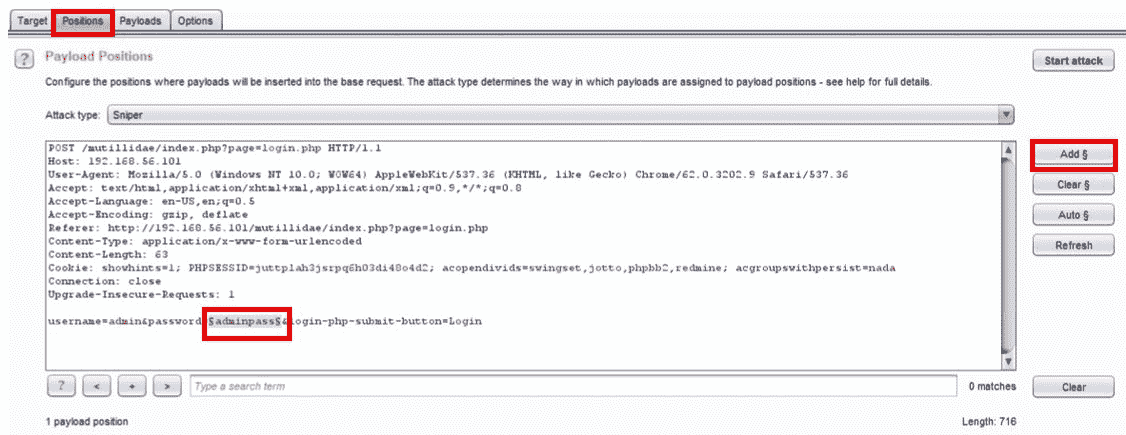 Target Positions Payloads Options
? Payload Positions
Start attack
Configure the positions where payloads will be inserted into the base request. The attack type determines the way in which payloads are assigned to payload positions - see help for full details.
Attack type: Sniper
POST /mutillidae/index.php?page=login.php HTTP/1.1
Host: 192.168.56.101
User-Agent: Mozilla/5.0 (Windows NT 10.0; WOW64) AppleWebKit/537.36 (KHTML, like Gecko) Chrome/62.0.3202.9 Safari/537.36
Accept: text/html,application/xhtml+xml,application/xml;q=0.9,*/*;q=0.8
Accept-Language: en-US,en;q=0.5
Accept-Encoding: gzip, deflate
Referer: http://192.168.56.101/mutillidae/index.php?page=login.php
Content-Type: application/x-www-form-urlencoded
Content-Length: 63
Cookie: showhints=1; PHPSESSID=juttp1ah3jsrpq6h03di48o4d2; acopendivids=swingset,jotto,phpbb2,redmine; acgroupswithpersist=nada
Connection: close
Upgrade-Insecure-Requests: 1
username=admin&password=§adminpass§&login-php-submit-button=Login
Add §
Clear §
Auto §
Refresh
? < + > Type a search term 0 matches Clear
1 payload position Length: 716